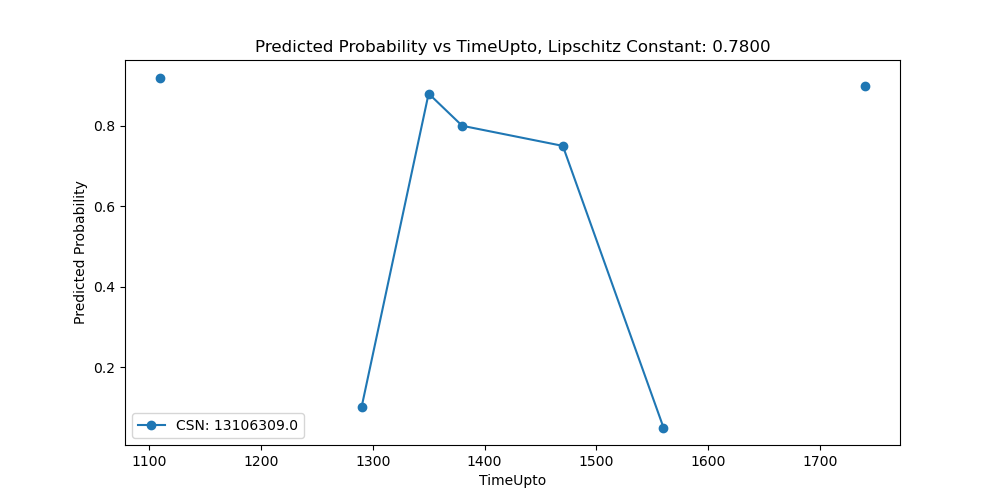 Predicted Probability vs TimeUpto, Lipschitz Constant: 0.7800
Predicted Probability
0.8
0.6
0.4
0.2
CSN: 13106309.0
1100 1200 1300 1400 1500 1600 1700
TimeUpto